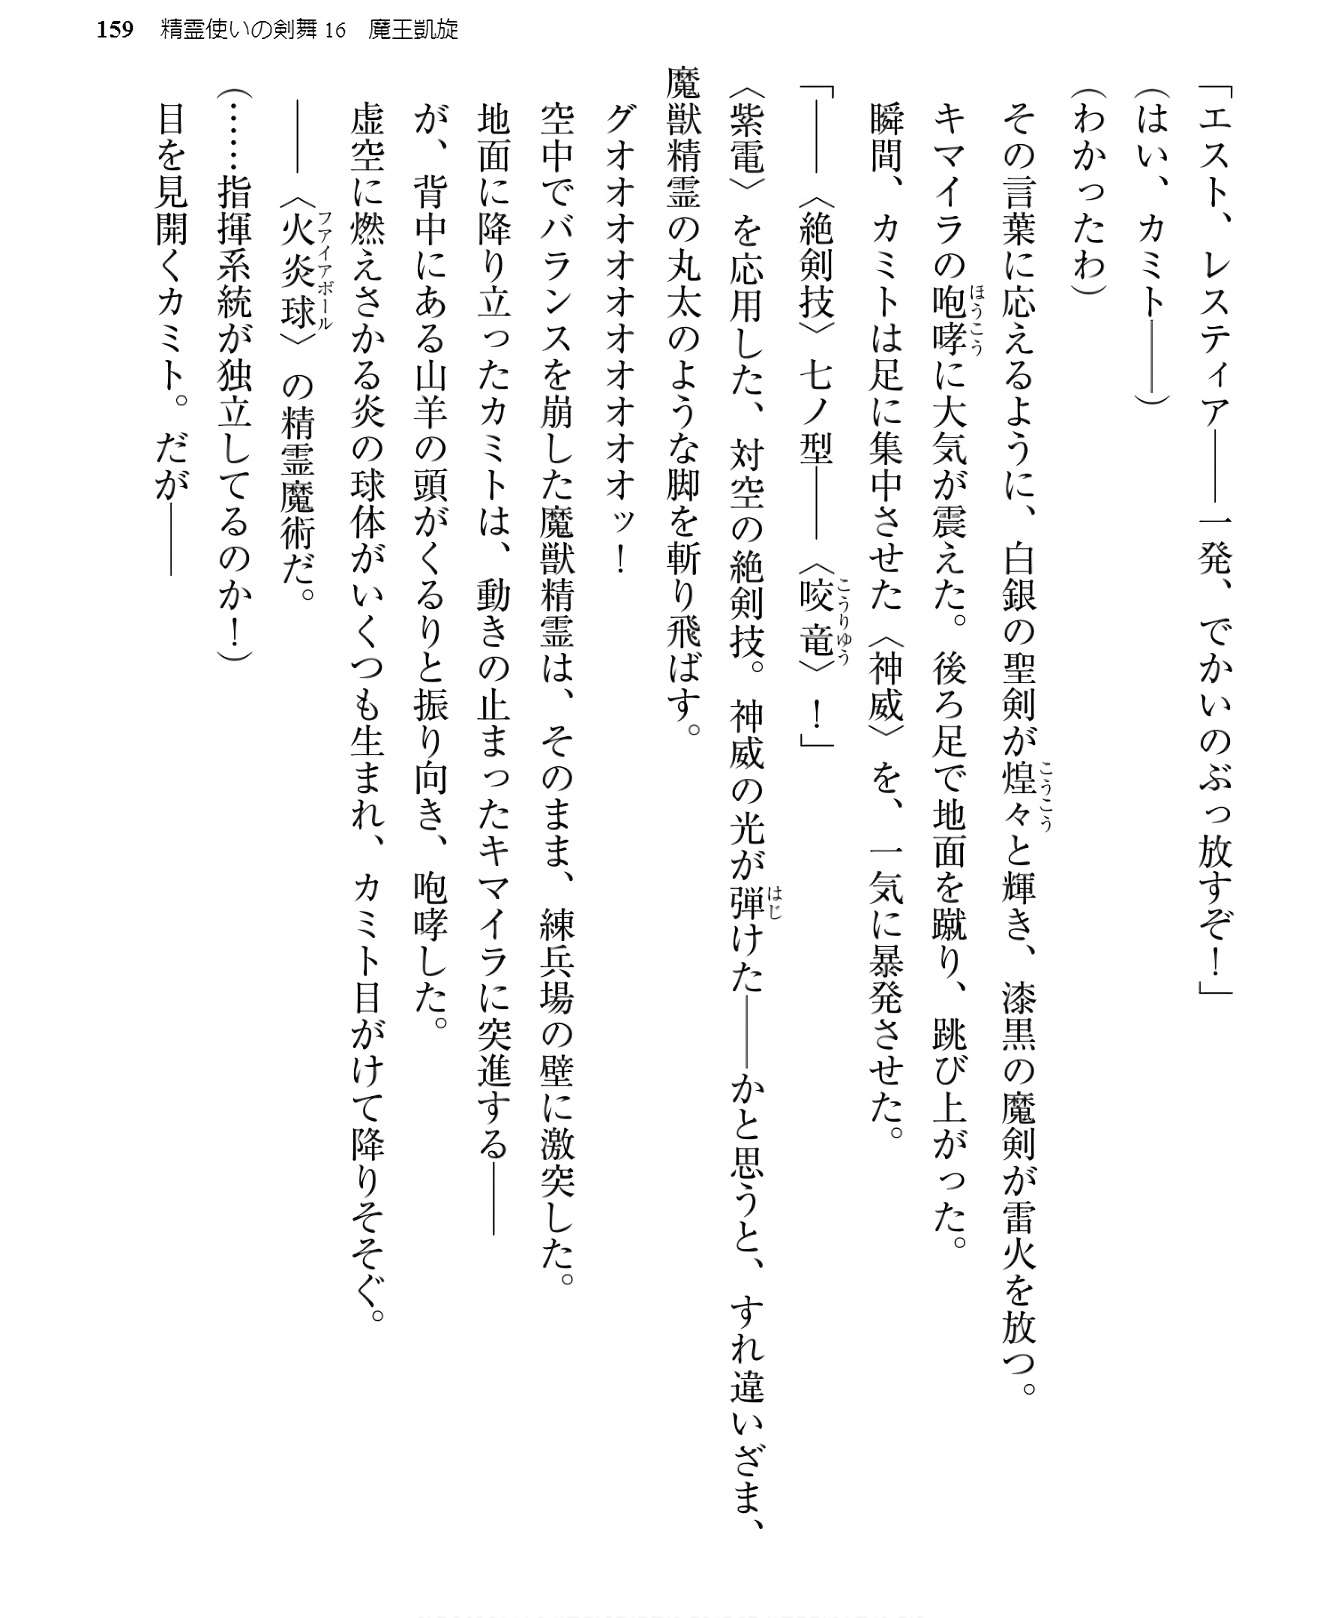 159　精霊使いの剣舞16　魔王凱旋
「エスト、レスティア――一発、でかいのぶっ放すぞ！」
（はい、カミト――）
（わかったわ）
その言葉に応えるように、白銀の聖剣が煌々と輝き、漆黒の魔剣が雷火を放つ。
キマイラの咆哮に大気が震えた。後ろ足で地面を蹴り、跳び上がった。
瞬間、カミトは足に集中させた〈神威〉を、一気に暴発させた。
「――〈絶剣技〉七ノ型――〈咬竜〉！」
〈紫電〉を応用した、対空の絶剣技。神威の光が弾けた――かと思うと、すれ違いざま、
魔獣精霊の丸太のような脚を斬り飛ばす。
グオオオオオオオオオオッ！
空中でバランスを崩した魔獣精霊は、そのまま、練兵場の壁に激突した。
地面に降り立ったカミトは、動きの止まったキマイラに突進する――
が、背中にある山羊の頭がくるりと振り向き、咆哮した。
虚空に燃えさかる炎の球体がいくつも生まれ、カミト目がけて降りそそぐ。
――〈火炎球〉の精霊魔術だ。
（……指揮系統が独立してるのか！）
目を見開くカミト。だが――